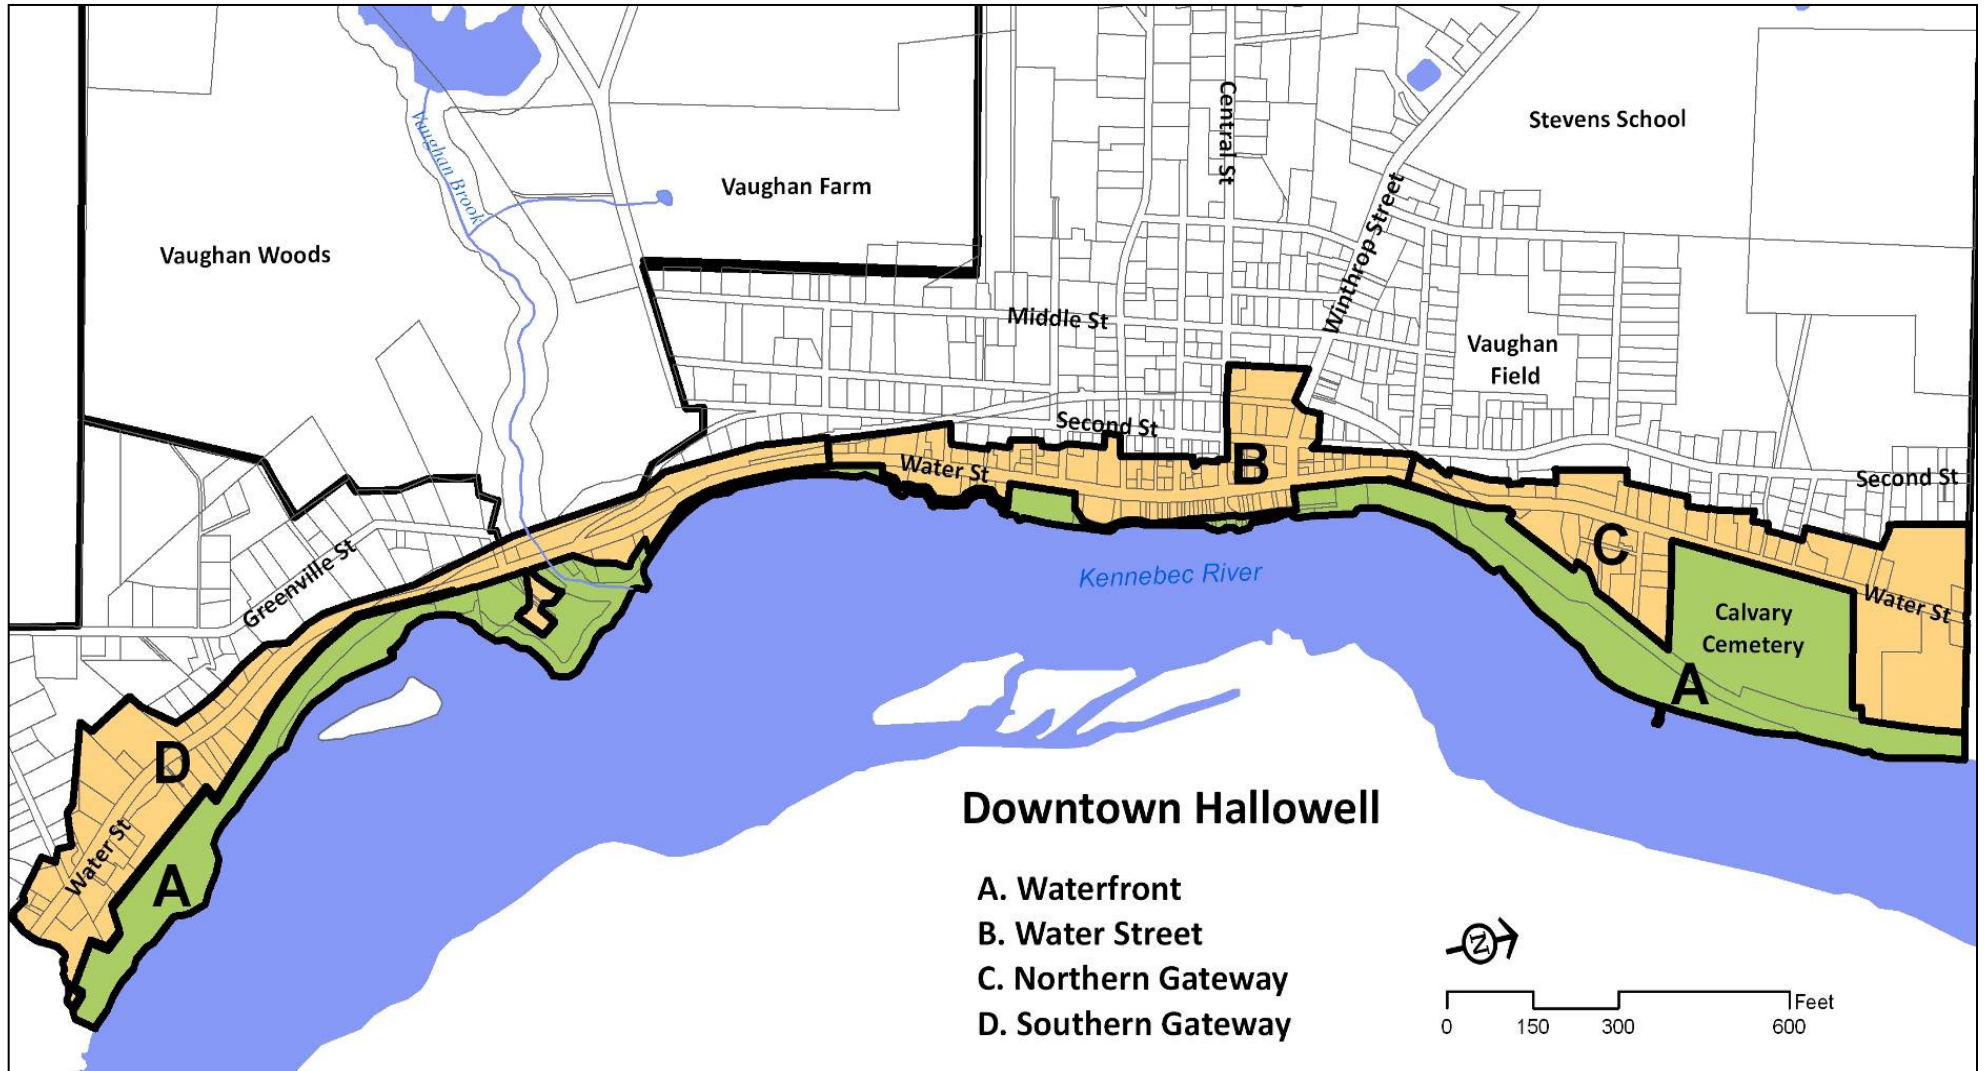 Stevens School
Central St
Vaughan Brook
Vaughan Farm
Vaughan Woods
Winthrop Street
Middle St
Vaughan
Field
Second St
Water St
B
Second St
C
Greenville St
Kennebec River
Water St
Calvary
Cemetery
A
D
Water St
A
Downtown Hallowell
A. Waterfront
B. Water Street
C. Northern Gateway
D. Southern Gateway
N
Feet
0 150 300 600